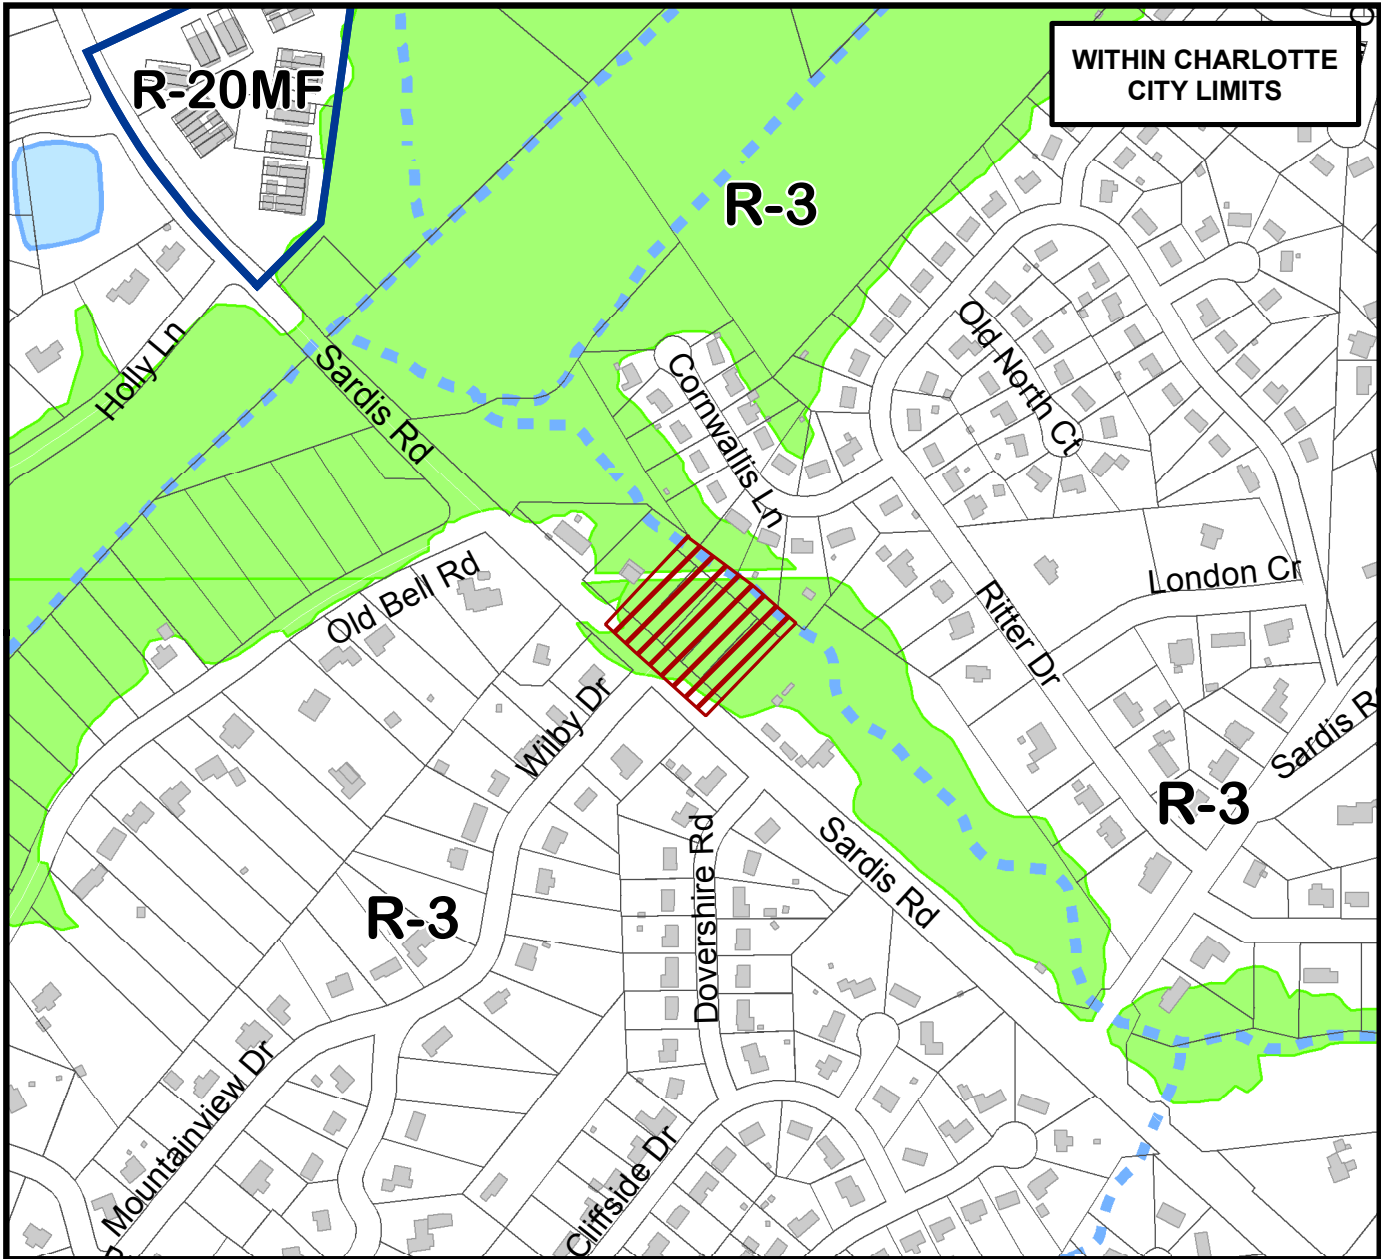 WITHIN CHARLOTTE
CITY LIMITS
R-20MF
R-3
Holly Ln
Sardis Rd
Cornwallis Ln
Old North Ct
Old Bell Rd
London Cr
Ritter Dr
Wilby Dr
Sardis R
R-3
Sardis Rd
Dovershire Rd
R-3
Mountainview Dr
Cliffside Dr